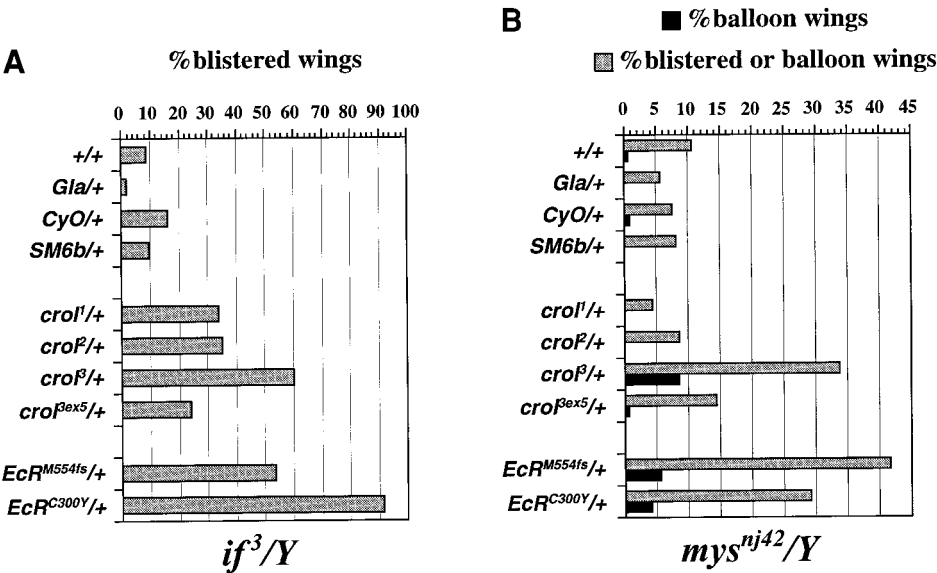 A
% blistered wings
0 10 20 30 40 50 60 70 80 90 100
+/+
Gla/+
CyO/+
SM6b/+
crol¹/+
crol²/+
crol³/+
crol³ᵉˣ⁵/+
EcRᴹ⁵⁵⁴ᶠˢ/+
EcRC300Y/+
if³/Y
B
% balloon wings
% blistered or balloon wings
0 5 10 15 20 25 30 35 40 45
+/+
Gla/+
CyO/+
SM6b/+
crol¹/+
crol²/+
crol³/+
crol³ᵉˣ⁵/+
EcRᴹ⁵⁵⁴ᶠˢ/+
EcRC300Y/+
mysⁿʲ⁴²/Y